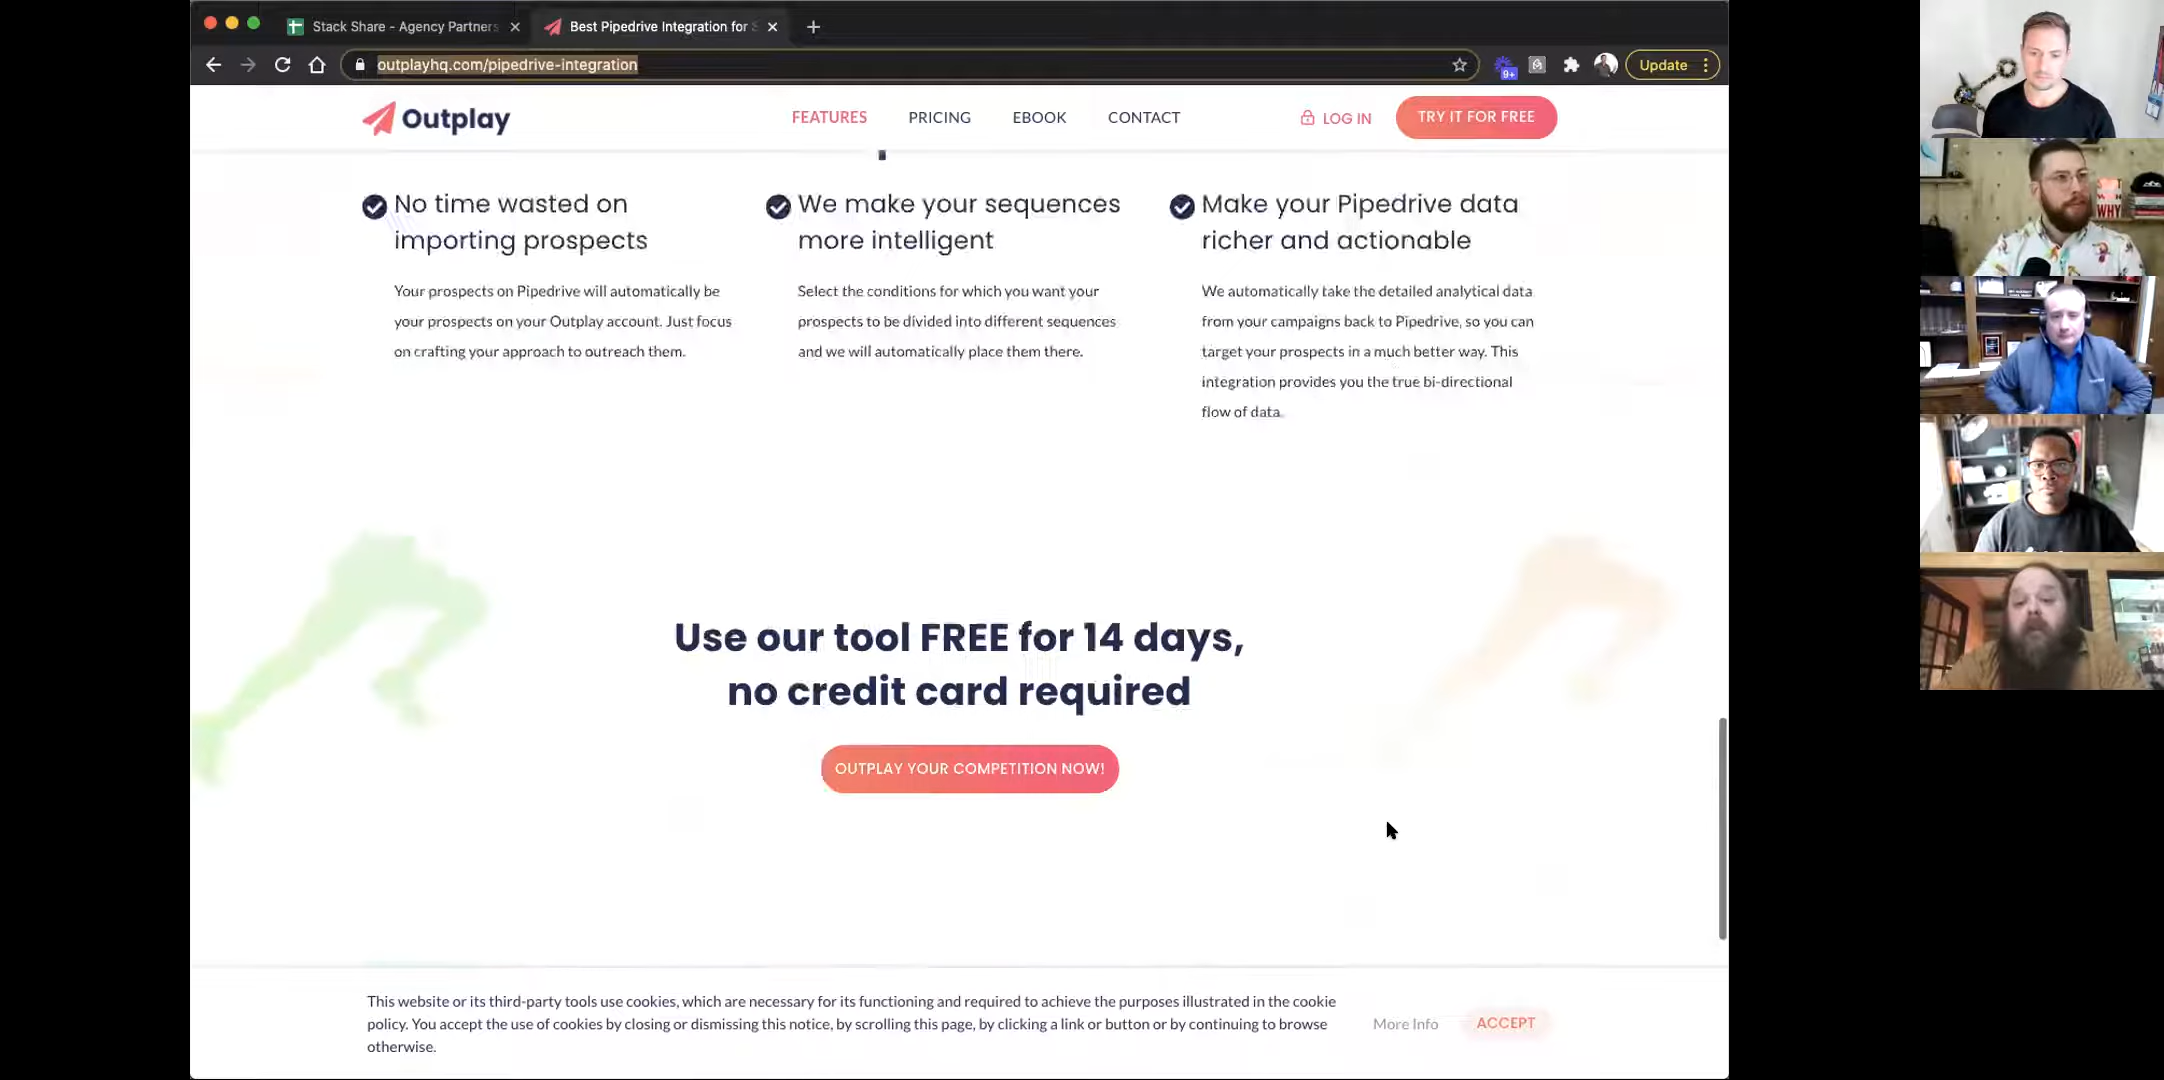 Stack Share - Agency Partners
Best Pipedrive Integration for S
outplayhq.com/pipedrive-integration
9+
Update
Outplay
FEATURES
PRICING
EBOOK
CONTACT
LOG IN
TRY IT FOR FREE
No time wasted on
importing prospects
Your prospects on Pipedrive will automatically be
your prospects on your Outplay account. Just focus
on crafting your approach to outreach them.
We make your sequences
more intelligent
Select the conditions for which you want your
prospects to be divided into different sequences
and we will automatically place them there.
Make your Pipedrive data
richer and actionable
We automatically take the detailed analytical data
from your campaigns back to Pipedrive, so you can
target your prospects in a much better way. This
integration provides you the true bi-directional
flow of data.
Use our tool FREE for 14 days,
no credit card required
OUTPLAY YOUR COMPETITION NOW!
This website or its third-party tools use cookies, which are necessary for its functioning and required to achieve the purposes illustrated in the cookie
policy. You accept the use of cookies by closing or dismissing this notice, by scrolling this page, by clicking a link or button or by continuing to browse
otherwise.
More Info
ACCEPT
WHY